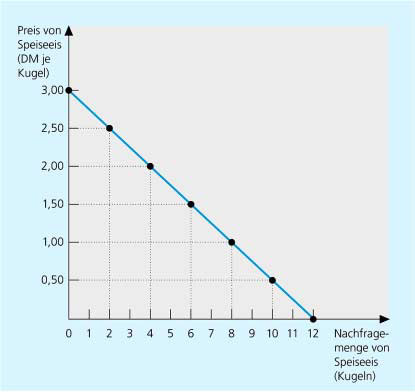 Preis von
Speiseeis
(DM je
Kugel)
3,00
2,50
2,00
1,50
1,00
0,50
0 1 2 3 4 5 6 7 8 9 10 11 12
Nachfrage-
menge von
Speiseeis
(Kugeln)